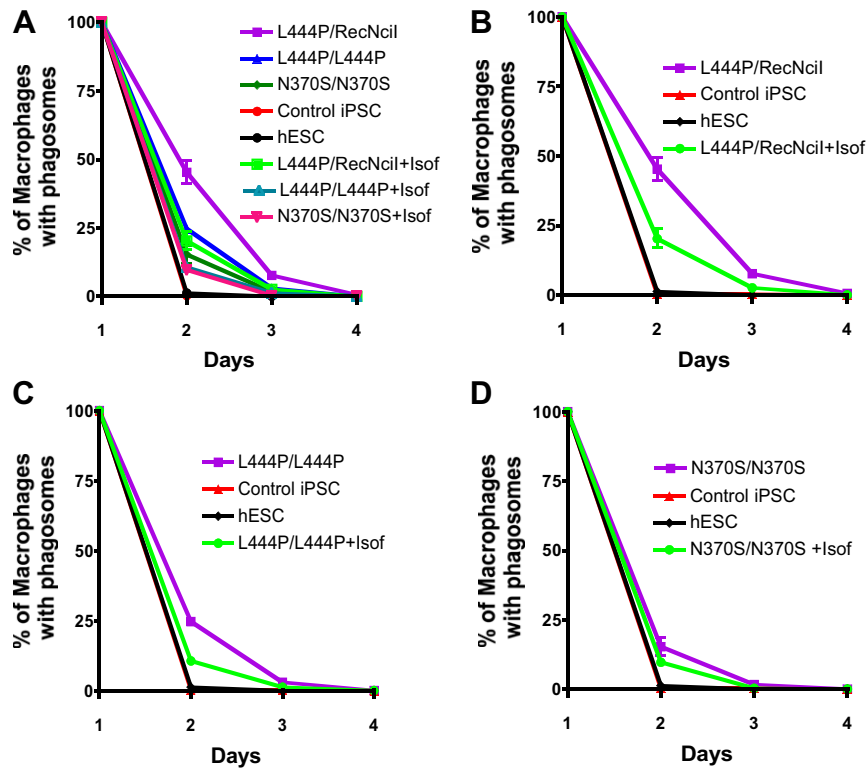 A
% of Macrophages
with phagosomes
100
75
50
25
0
1 2 3 4
Days
L444P/RecNciI
L444P/L444P
N370S/N370S
Control iPSC
hESC
L444P/RecNciI+Isof
L444P/L444P+Isof
N370S/N370S+Isof
B
% of Macrophages
with phagosomes
100
75
50
25
0
1 2 3 4
Days
L444P/RecNciI
Control iPSC
hESC
L444P/RecNciI+Isof
C
% of Macrophages
with phagosomes
100
75
50
25
0
1 2 3 4
Days
L444P/L444P
Control iPSC
hESC
L444P/L444P+Isof
D
% of Macrophages
with phagosomes
100
75
50
25
0
1 2 3 4
Days
N370S/N370S
Control iPSC
hESC
N370S/N370S +Isof